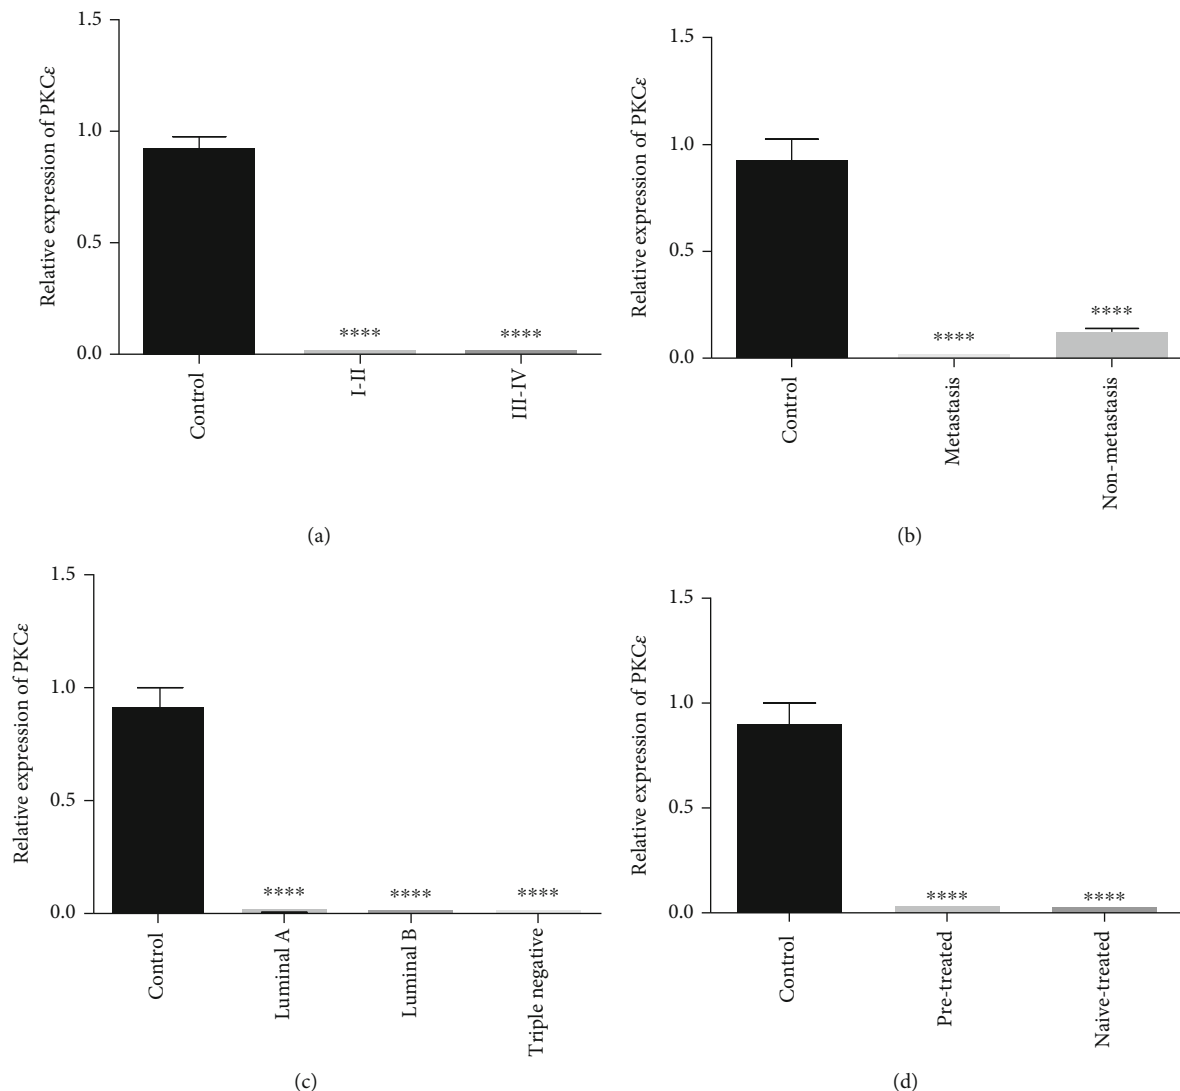 Relative expression of PKCε
1.5
1.0
0.5
0.0
****
****
Control
I-II
III-IV
(a)
Relative expression of PKCε
1.5
1.0
0.5
0.0
****
****
Control
Metastasis
Non-metastasis
(b)
Relative expression of PKCε
1.5
1.0
0.5
0.0
****
****
****
Control
Luminal A
Luminal B
Triple negative
(c)
Relative expression of PKCε
1.5
1.0
0.5
0.0
****
****
Control
Pre-treated
Naive-treated
(d)